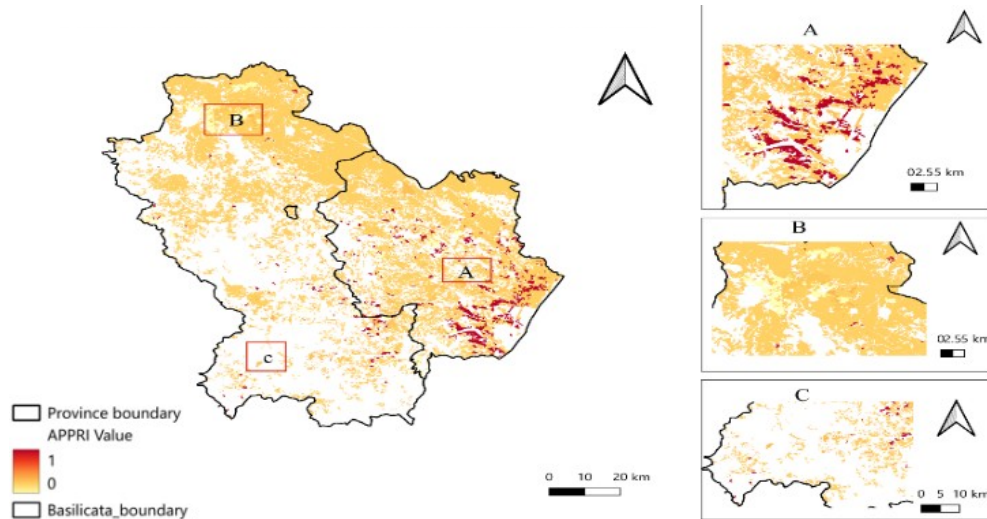 B
A
c
Province boundary
APPRI Value
1
0
Basilicata_boundary
0 10 20 km
A
02.55 km
B
02.55 km
C
0 5 10 km